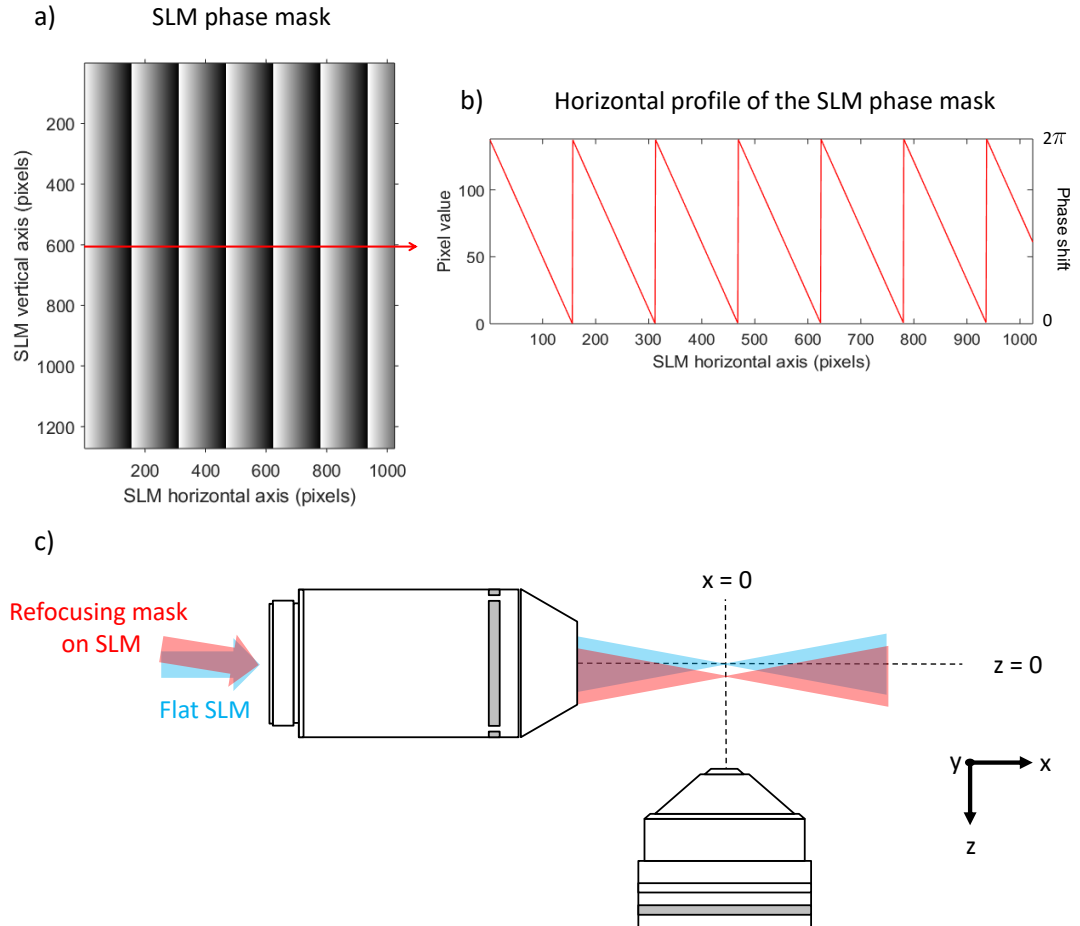 a)
SLM phase mask
SLM vertical axis (pixels)
200
400
600
800
1000
1200
200 400 600 800 1000
SLM horizontal axis (pixels)
b)
Horizontal profile of the SLM phase mask
Pixel value
100
50
0
2π
0
Phase shift
100 200 300 400 500 600 700 800 900 1000
SLM horizontal axis (pixels)
c)
Refocusing mask
on SLM
Flat SLM
x = 0
z = 0
y
x
z